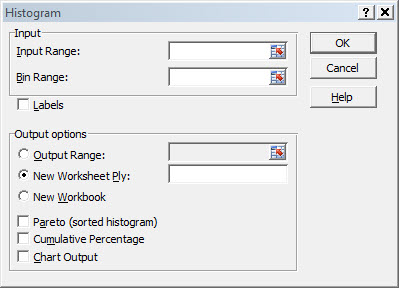 Histogram
Input
Input Range:
OK
Bin Range:
Cancel
Labels
Help
Output options
Output Range:
New Worksheet Ply:
New Workbook
Pareto (sorted histogram)
Cumulative Percentage
Chart Output